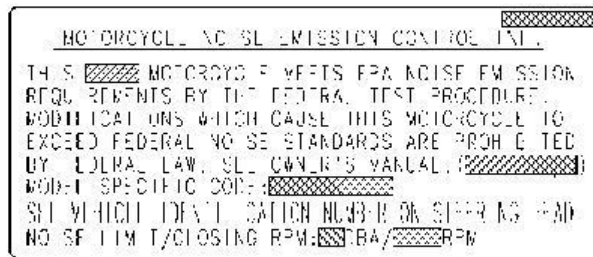 MOTORCYCLE NOISE EMISSION CONTROL INF.
THIS MOTORCYCLE MEETS EPA NOISE EMISSION
REQUIREMENTS BY THE FEDERAL TEST PROCEDURE.
MODIFICATIONS WHICH CAUSE THIS MOTORCYCLE TO
EXCEED FEDERAL NOISE STANDARDS ARE PROHIBITED
BY FEDERAL LAW. SEE OWNER'S MANUAL. ( )
MODEL SPECIFIC CODE:
SEE VEHICLE IDENTIFICATION NUMBER ON STEERING HEAD
NOISE LIMIT/CLOSING RPM: DBA/ RPM